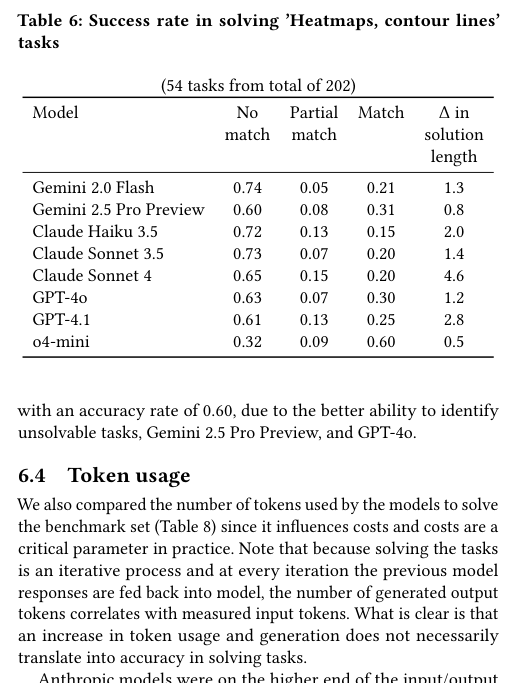 Table 6: Success rate in solving ’Heatmaps, contour lines’
tasks
(54 tasks from total of 202)
Model No Partial Match Δ in
match match solution
length
Gemini 2.0 Flash 0.74 0.05 0.21 1.3
Gemini 2.5 Pro Preview 0.60 0.08 0.31 0.8
Claude Haiku 3.5 0.72 0.13 0.15 2.0
Claude Sonnet 3.5 0.73 0.07 0.20 1.4
Claude Sonnet 4 0.65 0.15 0.20 4.6
GPT-4o 0.63 0.07 0.30 1.2
GPT-4.1 0.61 0.13 0.25 2.8
o4-mini 0.32 0.09 0.60 0.5
with an accuracy rate of 0.60, due to the better ability to identify
unsolvable tasks, Gemini 2.5 Pro Preview, and GPT-4o.
6.4 Token usage
We also compared the number of tokens used by the models to solve
the benchmark set (Table 8) since it influences costs and costs are a
critical parameter in practice. Note that because solving the tasks
is an iterative process and at every iteration the previous model
responses are fed back into model, the number of generated output
tokens correlates with measured input tokens. What is clear is that
an increase in token usage and generation does not necessarily
translate into accuracy in solving tasks.
Anthropic models were on the higher end of the input/output